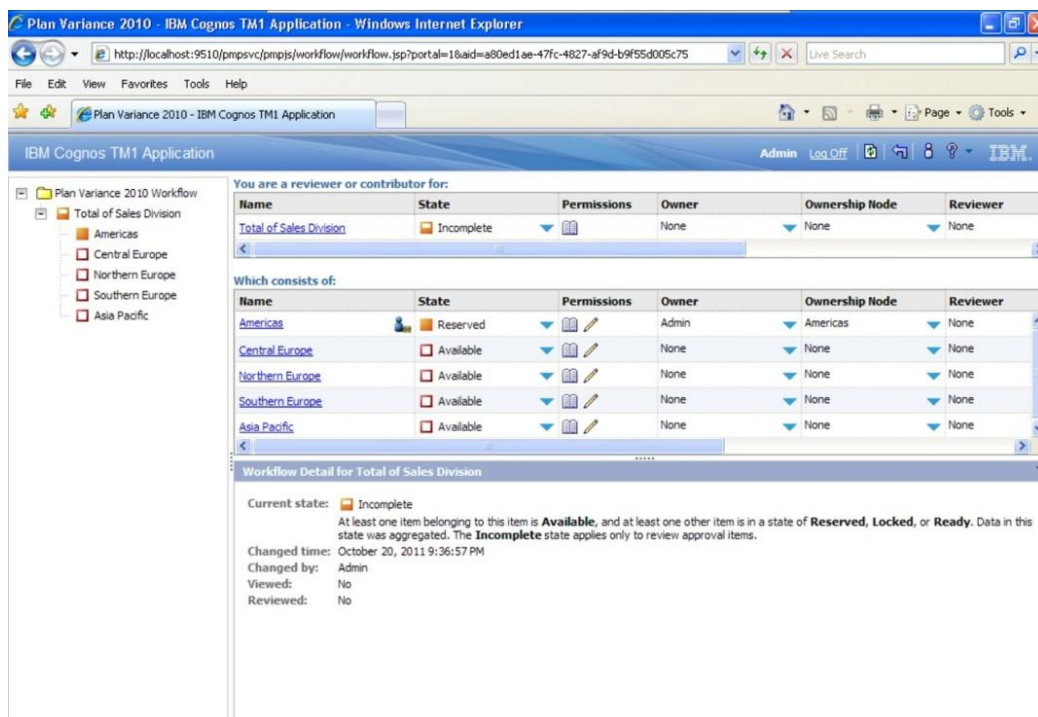 Plan Variance 2010 - IBM Cognos TM1 Application - Windows Internet Explorer
http://localhost:9510/pmpsvc/pmpjs/workflow/workflow.jsp?portal=1&aid=a80ed1ae-47fc-4827-af9d-b9f55d005c75 Live Search
File Edit View Favorites Tools Help
Plan Variance 2010 - IBM Cognos TM1 Application Page Tools
IBM Cognos TM1 Application Admin Log Off IBM.
Plan Variance 2010 Workflow
Total of Sales Division
Americas
Central Europe
Northern Europe
Southern Europe
Asia Pacific
You are a reviewer or contributor for:
Name State Permissions Owner Ownership Node Reviewer
Total of Sales Division Incomplete None None None
Which consists of:
Name State Permissions Owner Ownership Node Reviewer
Americas Reserved Admin Americas None
Central Europe Available None None None
Northern Europe Available None None None
Southern Europe Available None None None
Asia Pacific Available None None None
Workflow Detail for Total of Sales Division
Current state: Incomplete
At least one item belonging to this item is Available, and at least one other item is in a state of Reserved, Locked, or Ready. Data in this
state was aggregated. The Incomplete state applies only to review approval items.
Changed time: October 20, 2011 9:36:57 PM
Changed by: Admin
Viewed: No
Reviewed: No